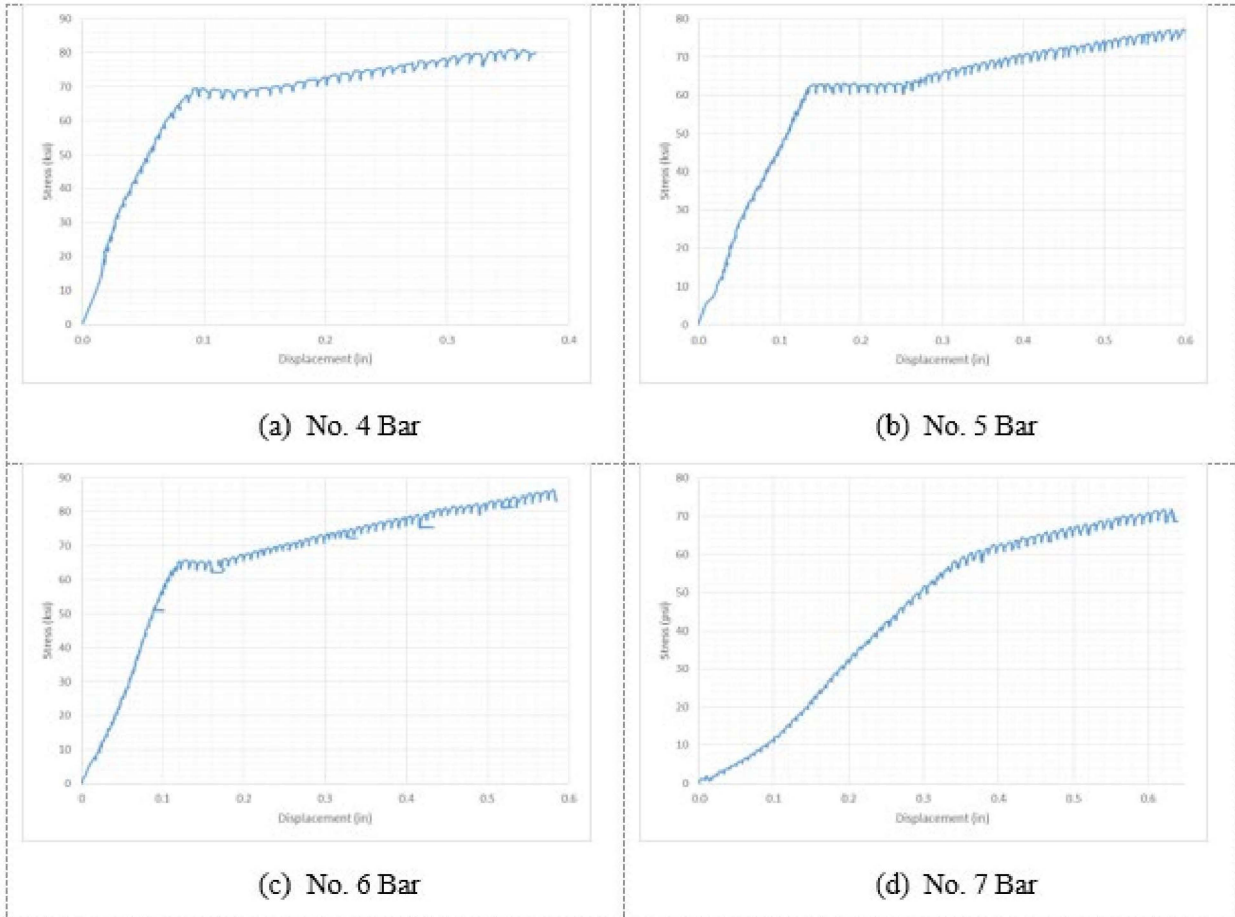 90
80
70
60
50
40
30
20
10
0
Stress (ksi)
0.0 0.1 0.2 0.3 0.4
Displacement (in)
(a) No. 4 Bar
80
70
60
50
40
30
20
10
0
Stress (ksi)
0.0 0.1 0.2 0.3 0.4 0.5 0.6
Displacement (in)
(b) No. 5 Bar
90
80
70
60
50
40
30
20
10
0
Stress (ksi)
0 0.1 0.2 0.3 0.4 0.5 0.6
Displacement (in)
(c) No. 6 Bar
80
70
60
50
40
30
20
10
0
Stress (psi)
0.0 0.1 0.2 0.3 0.4 0.5 0.6
Displacement (in)
(d) No. 7 Bar